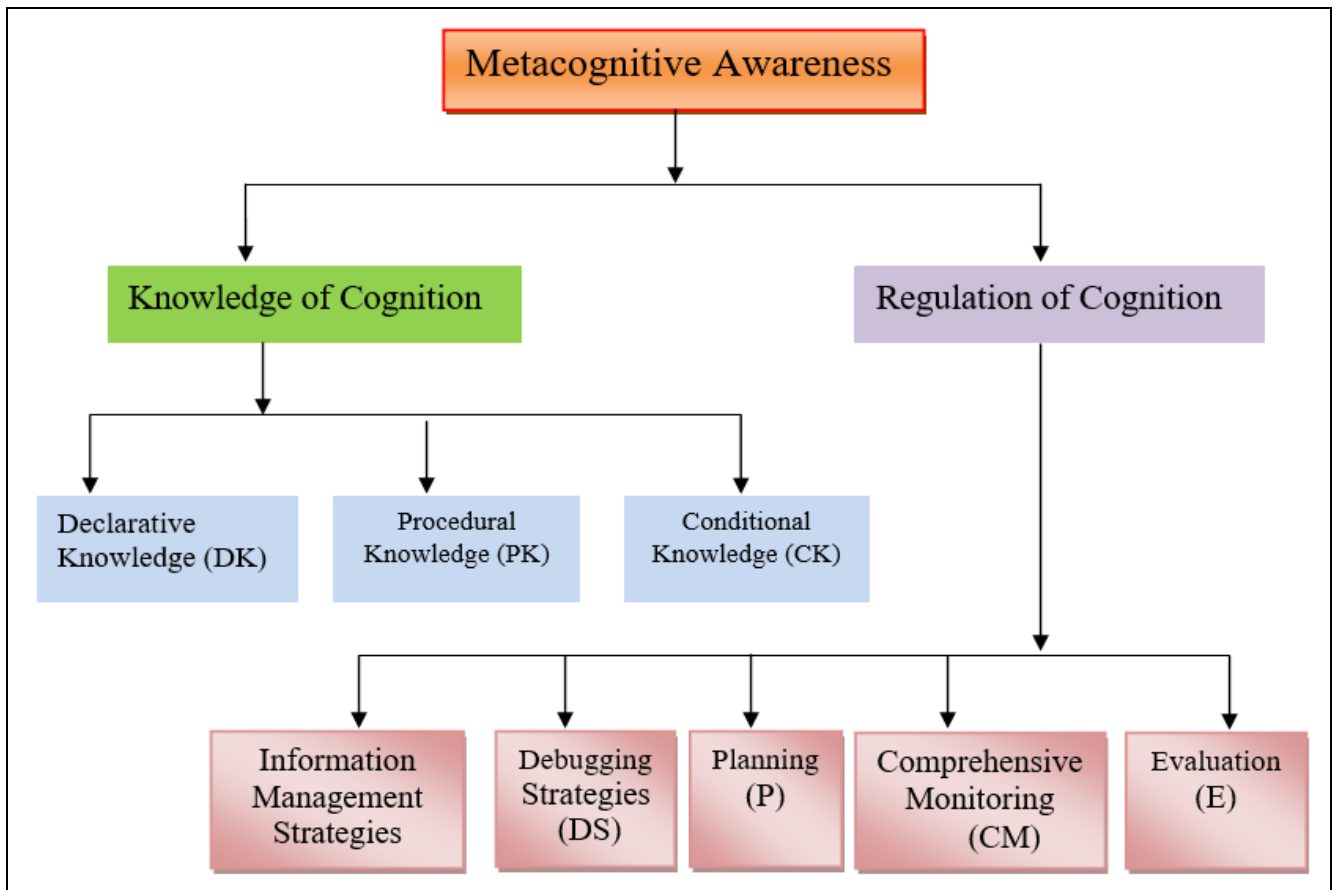 Metacognitive Awareness
Knowledge of Cognition
Regulation of Cognition
Declarative
Knowledge (DK)
Procedural
Knowledge (PK)
Conditional
Knowledge (CK)
Information
Management
Strategies
Debugging
Strategies
(DS)
Planning
(P)
Comprehensive
Monitoring
(CM)
Evaluation
(E)